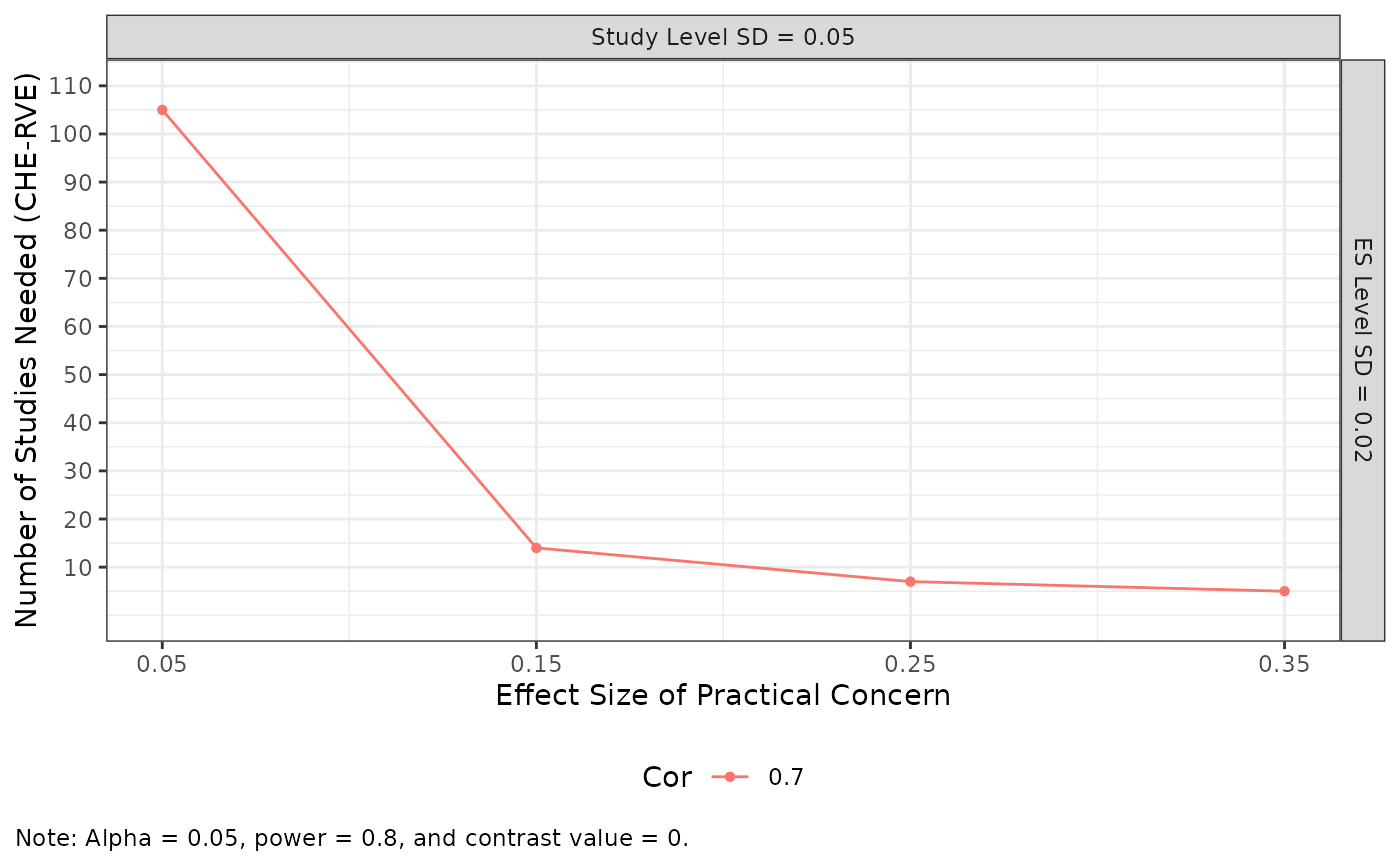 Study Level SD = 0.05
ES Level SD = 0.02
Number of Studies Needed (CHE-RVE)
110
100
90
80
70
60
50
40
30
20
10
0.05 0.15 0.25 0.35
Effect Size of Practical Concern
Cor 0.7
Note: Alpha = 0.05, power = 0.8, and contrast value = 0.